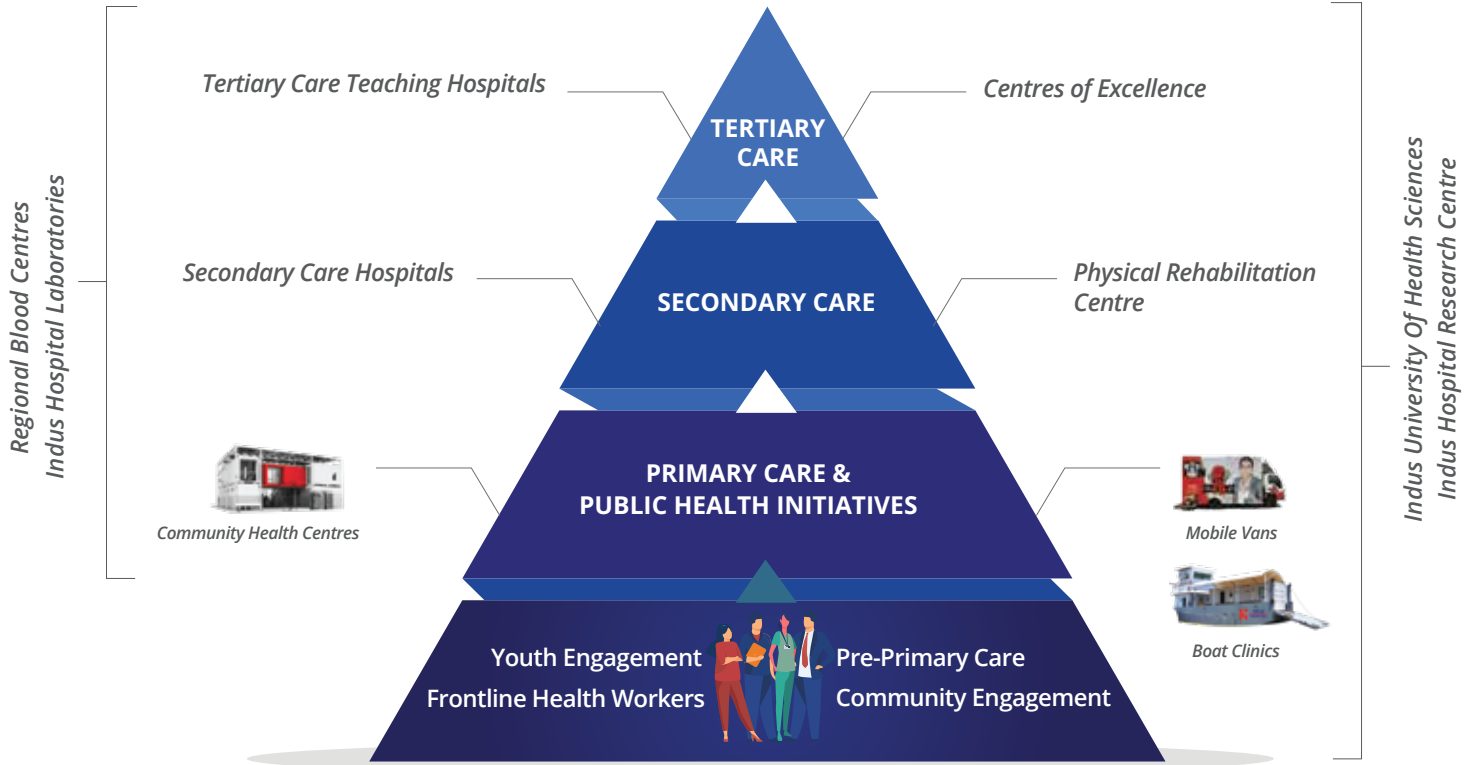 Tertiary Care Teaching Hospitals
Centres of Excellence
TERTIARY
CARE
Regional Blood Centres
Indus Hospital Laboratories
Indus University Of Health Sciences
Indus Hospital Research Centre
Secondary Care Hospitals
SECONDARY CARE
Physical Rehabilitation
Centre
PRIMARY CARE &
PUBLIC HEALTH INITIATIVES
Community Health Centres
Mobile Vans
Boat Clinics
Youth Engagement
Frontline Health Workers
Pre-Primary Care
Community Engagement